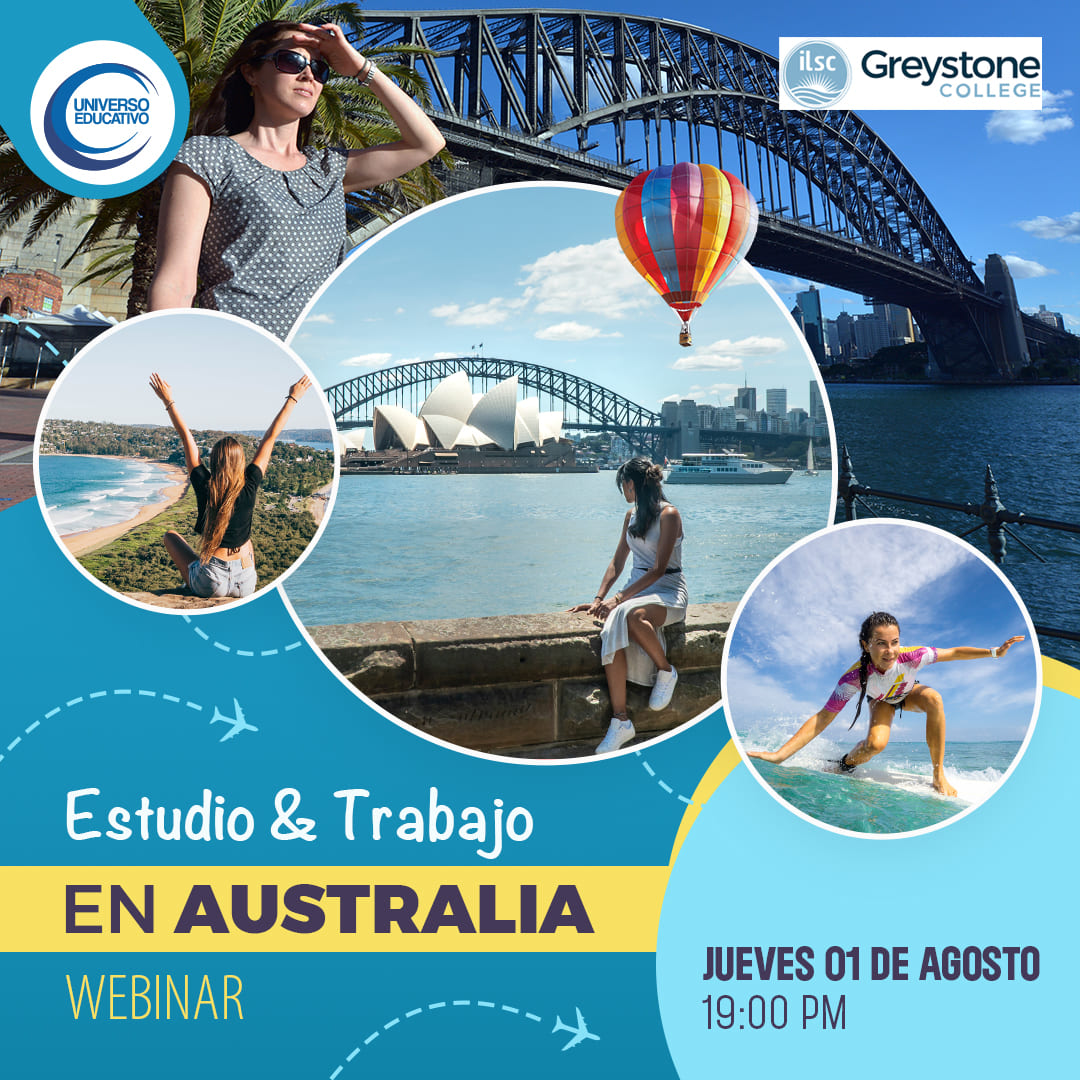 UNIVERSO
EDUCATIVO
ilsc
Greystone
COLLEGE
Estudio & Trabajo
EN AUSTRALIA
WEBINAR
JUEVES 01 DE AGOSTO
19:00 PM